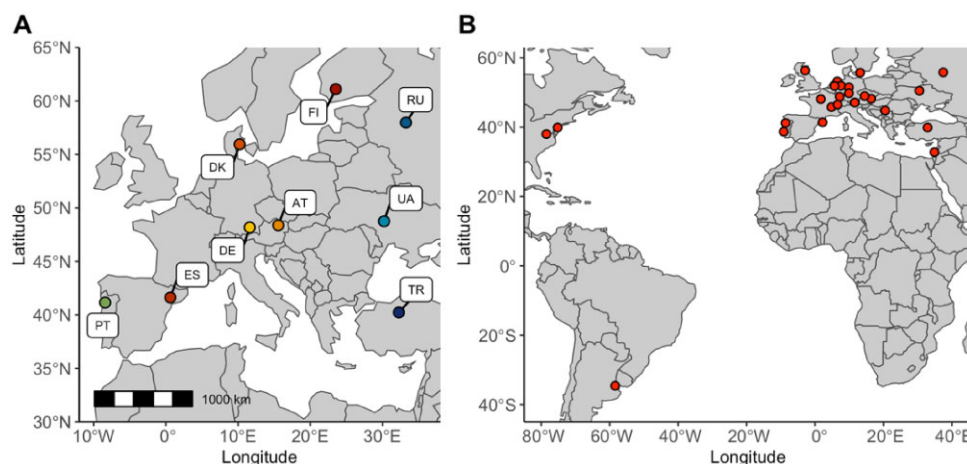 A
B
65°N
60°N
55°N
50°N
45°N
40°N
35°N
30°N
Latitude
FI
RU
DK
AT
UA
DE
ES
TR
PT
1000 km
10°W
0°
10°E
20°E
30°E
Longitude
60°N
40°N
20°N
0°
20°S
40°S
Latitude
80°W
60°W
40°W
20°W
0°
20°E
40°E
Longitude